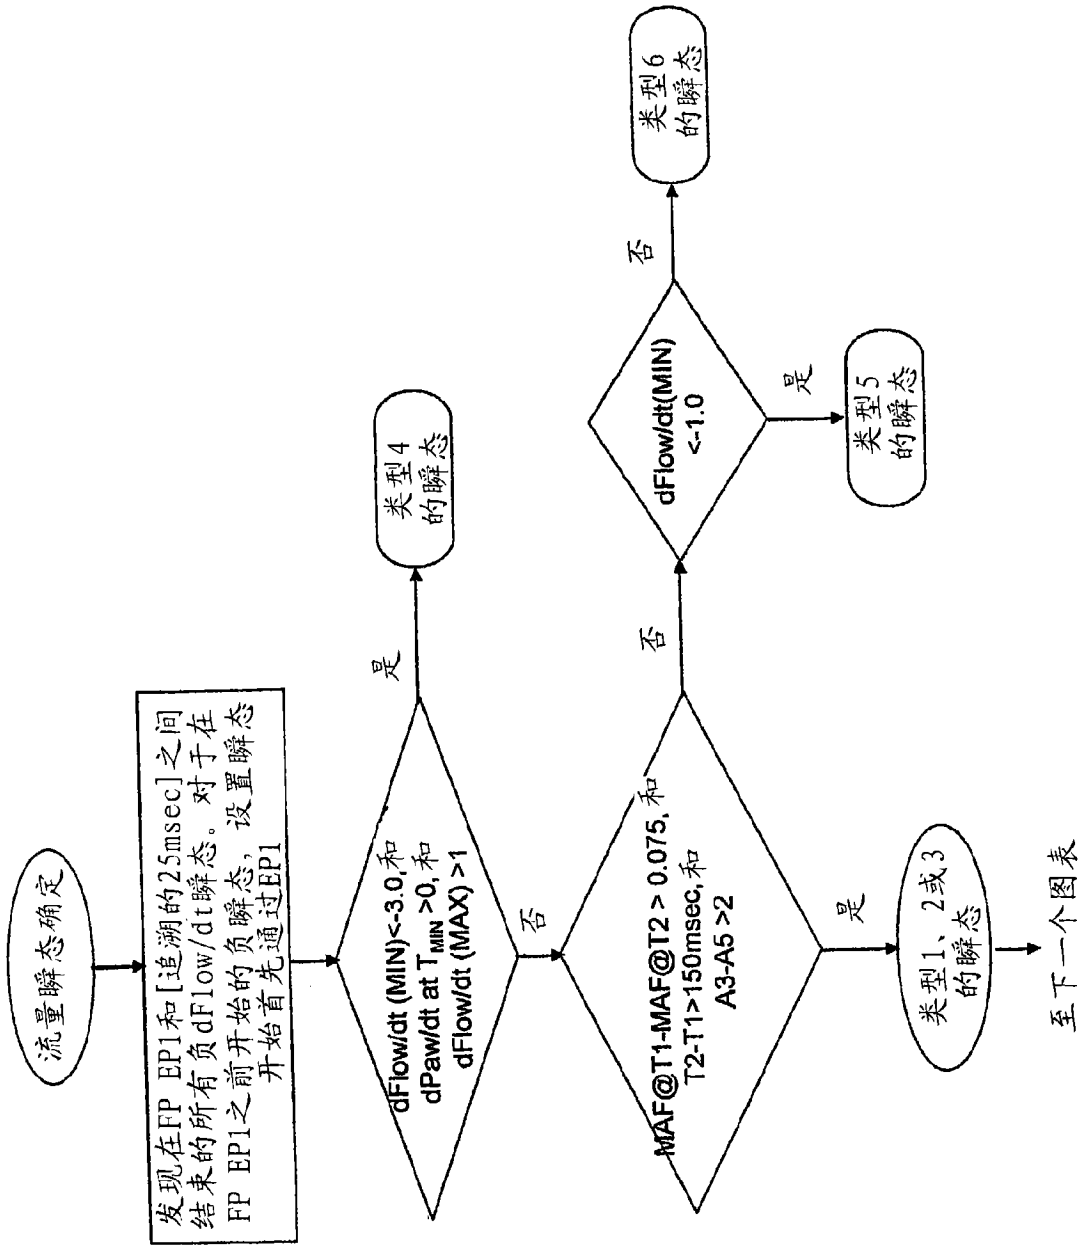 流量瞬态确定
发现在FP EP1和[追溯的25msec]之间
结束的所有负dFlow/dt瞬态。对于在
FP EP1之前开始的负瞬态，设置瞬态
开始首先通过EP1
dFlow/dt (MIN)<-3.0,和
dPaw/dt at TMIN >0,和
dFlow/dt (MAX) >1
是
类型4
的瞬态
否
MAF@T1-MAF@T2 > 0.075,和
T2-T1>150msec,和
A3-A5 >2
否
dFlow/dt(MIN)
<-1.0
否
类型6
的瞬态
是
类型5
的瞬态
是
类型1、2或3
的瞬态
至下一个图表